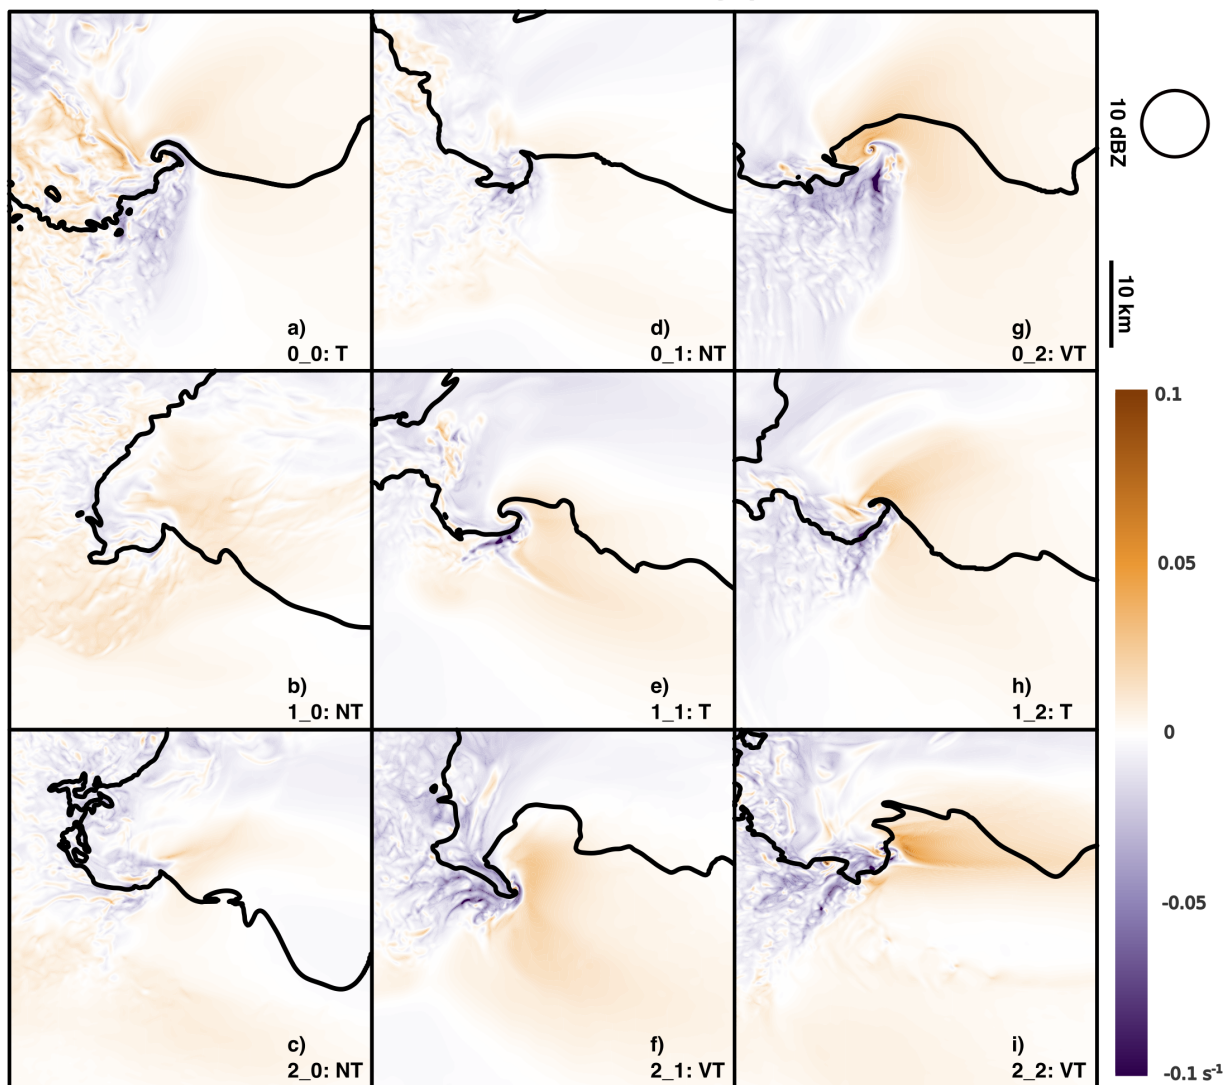 a)
0_0: T
d)
0_1: NT
g)
0_2: VT
10 dBZ
10 km
b)
1_0: NT
e)
1_1: T
h)
1_2: T
c)
2_0: NT
f)
2_1: VT
i)
2_2: VT
0.1
0.05
0
-0.05
-0.1 s⁻¹